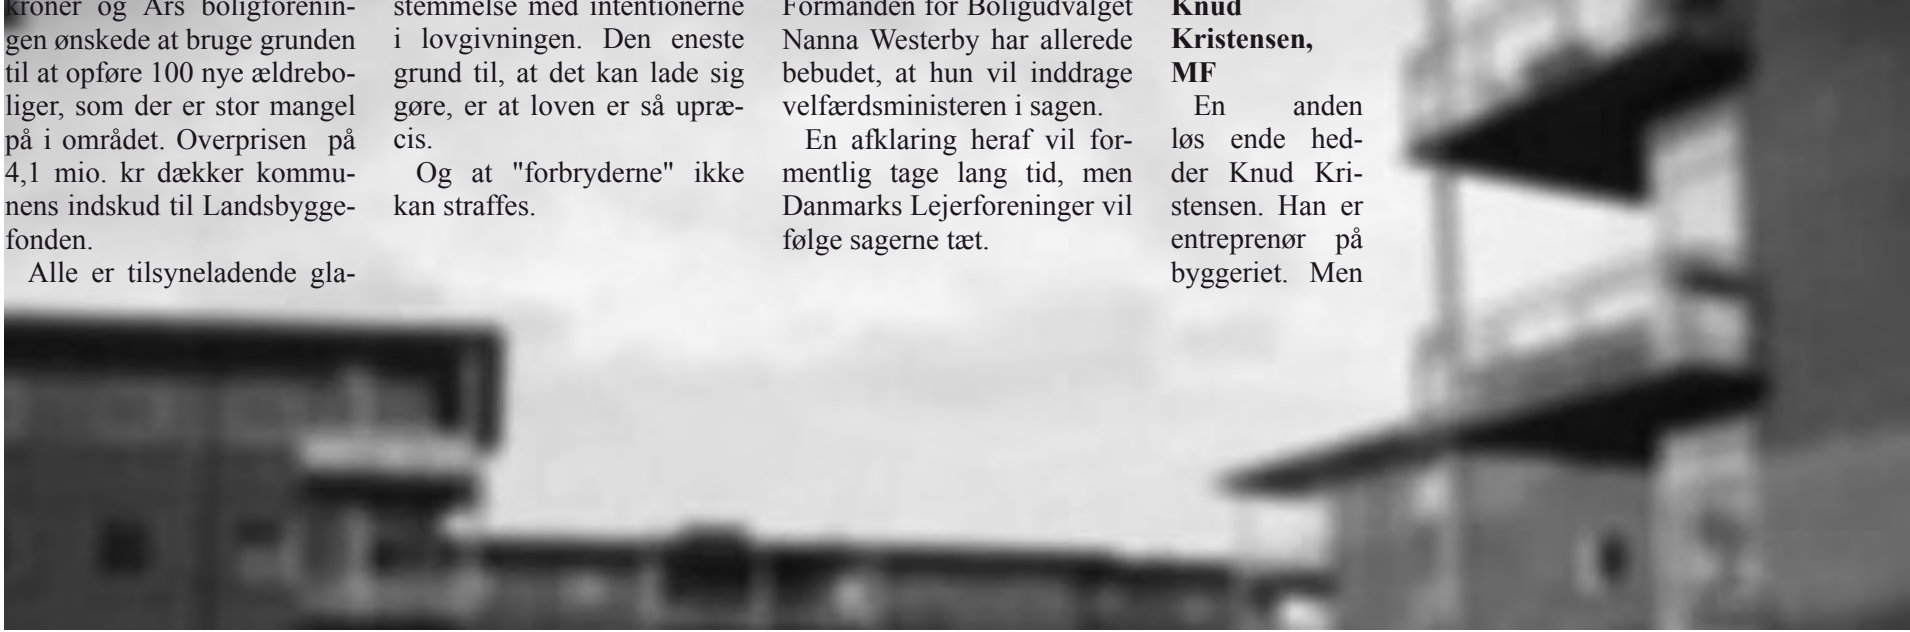 kroner og Års boligforenin-
gen ønskede at bruge grunden
til at opføre 100 nye ældrebo-
liger, som der er stor mangel
på i området. Overprisen på
4,1 mio. kr dækker kommu-
nens indskud til Landsbygge-
fonden.
Alle er tilsyneladende gla-
stemmelse med intentionerne
i lovgivningen. Den eneste
grund til, at det kan lade sig
gøre, er at loven er så upræ-
cis.
Og at "forbryderne" ikke
kan straffes.
Formanden for Boligudvalget
Nanna Westerby har allerede
bebudet, at hun vil inddrage
velfærdsministeren i sagen.
En afklaring heraf vil for-
mentlig tage lang tid, men
Danmarks Lejerforeninger vil
følge sagerne tæt.
Knud
Kristensen,
MF
En anden
løs ende hed-
der Knud Kri-
stensen. Han er
entreprenør på
byggeriet. Men